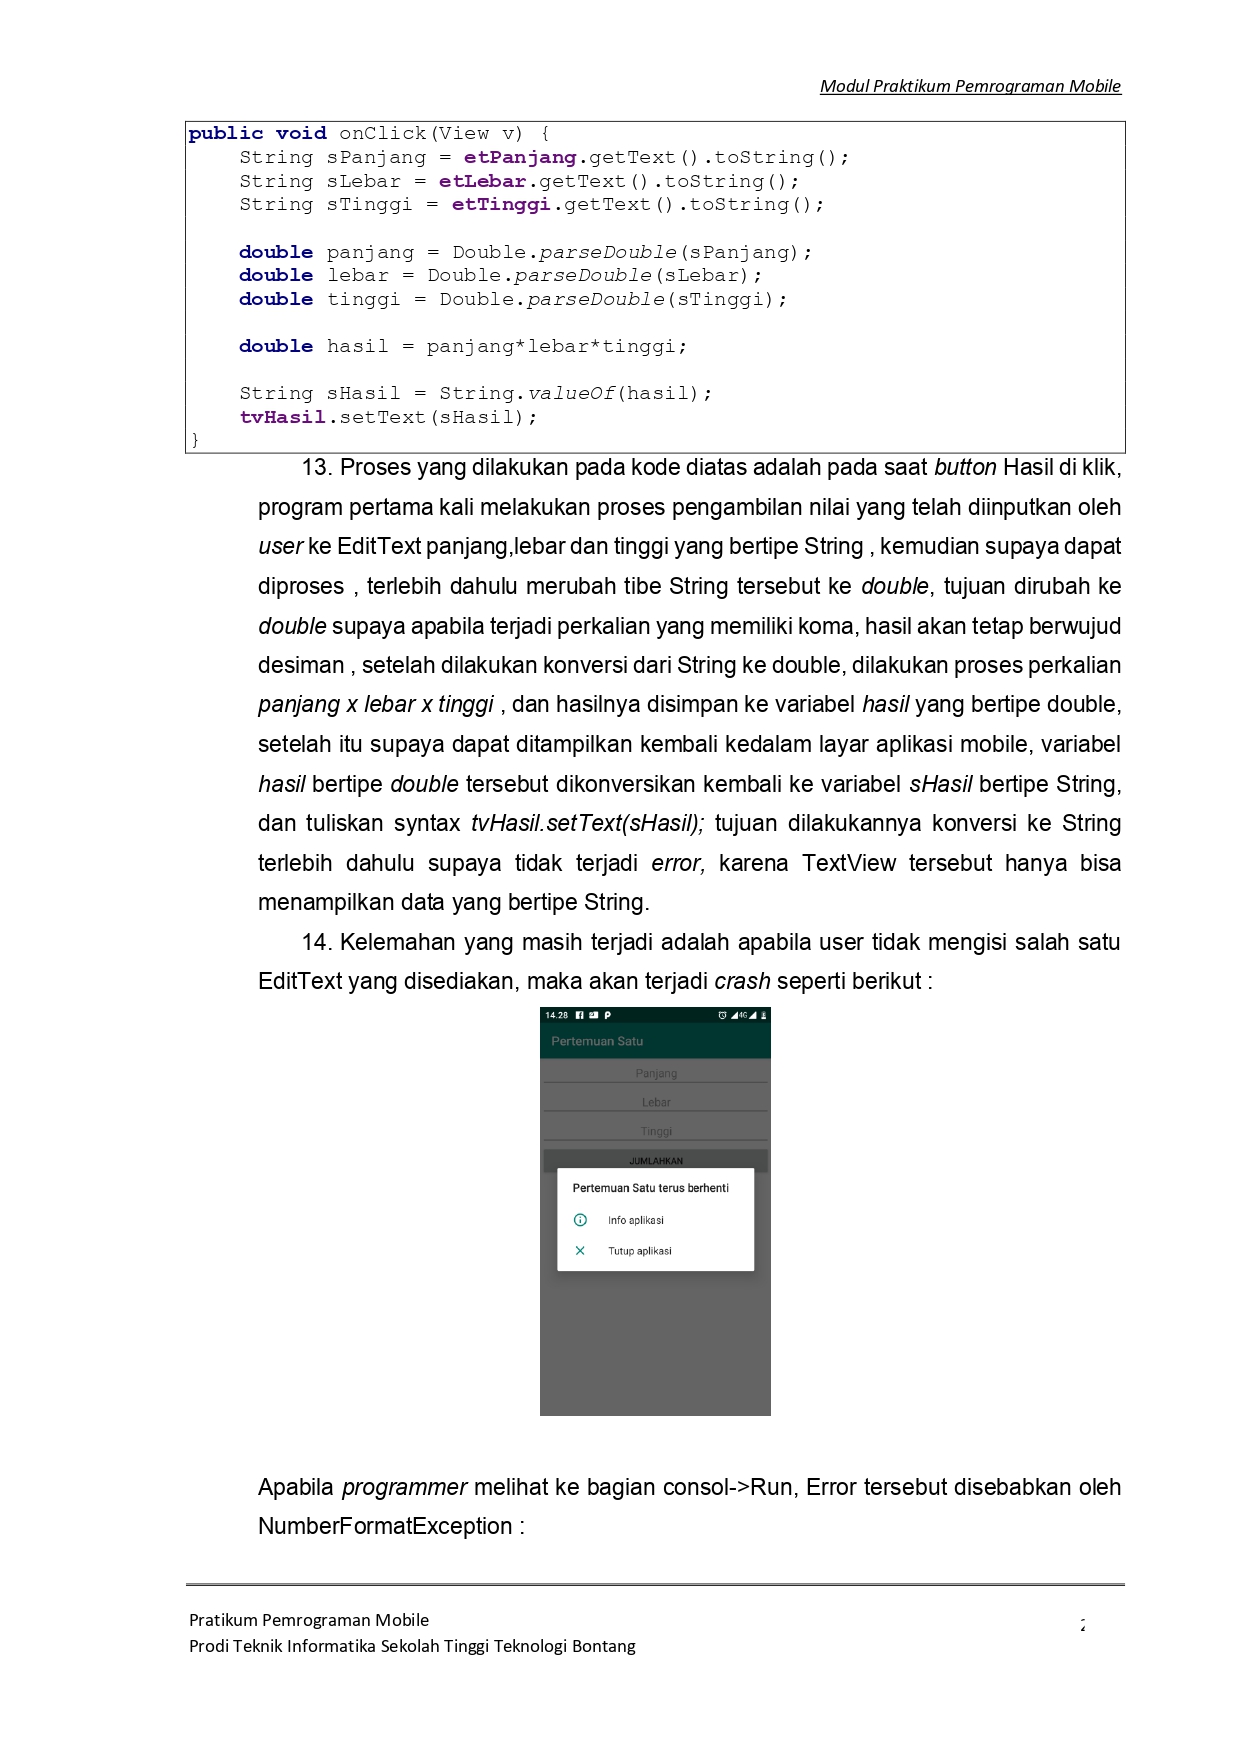 Modul Praktikum Pemrograman Mobile
public void onClick(View v) {
    String sPanjang = etPanjang.getText().toString();
    String sLebar = etLebar.getText().toString();
    String sTinggi = etTinggi.getText().toString();
    double panjang = Double.parseDouble(sPanjang);
    double lebar = Double.parseDouble(sLebar);
    double tinggi = Double.parseDouble(sTinggi);
    double hasil = panjang*lebar*tinggi;
    String sHasil = String.valueOf(hasil);
    tvHasil.setText(sHasil);
}
13. Proses yang dilakukan pada kode diatas adalah pada saat button Hasil di klik,
program pertama kali melakukan proses pengambilan nilai yang telah diinputkan oleh
user ke EditText panjang,lebar dan tinggi yang bertipe String , kemudian supaya dapat
diproses , terlebih dahulu merubah tibe String tersebut ke double, tujuan dirubah ke
double supaya apabila terjadi perkalian yang memiliki koma, hasil akan tetap berwujud
desiman , setelah dilakukan konversi dari String ke double, dilakukan proses perkalian
panjang x lebar x tinggi , dan hasilnya disimpan ke variabel hasil yang bertipe double,
setelah itu supaya dapat ditampilkan kembali kedalam layar aplikasi mobile, variabel
hasil bertipe double tersebut dikonversikan kembali ke variabel sHasil bertipe String,
dan tuliskan syntax tvHasil.setText(sHasil); tujuan dilakukannya konversi ke String
terlebih dahulu supaya tidak terjadi error, karena TextView tersebut hanya bisa
menampilkan data yang bertipe String.
14. Kelemahan yang masih terjadi adalah apabila user tidak mengisi salah satu
EditText yang disediakan, maka akan terjadi crash seperti berikut :
14.28 4G
Pertemuan Satu
Panjang
Lebar
Tinggi
JUMLAHKAN
Pertemuan Satu terus berhenti
Info aplikasi
Tutup aplikasi
Apabila programmer melihat ke bagian consol->Run, Error tersebut disebabkan oleh
NumberFormatException :
Pratikum Pemrograman Mobile
Prodi Teknik Informatika Sekolah Tinggi Teknologi Bontang